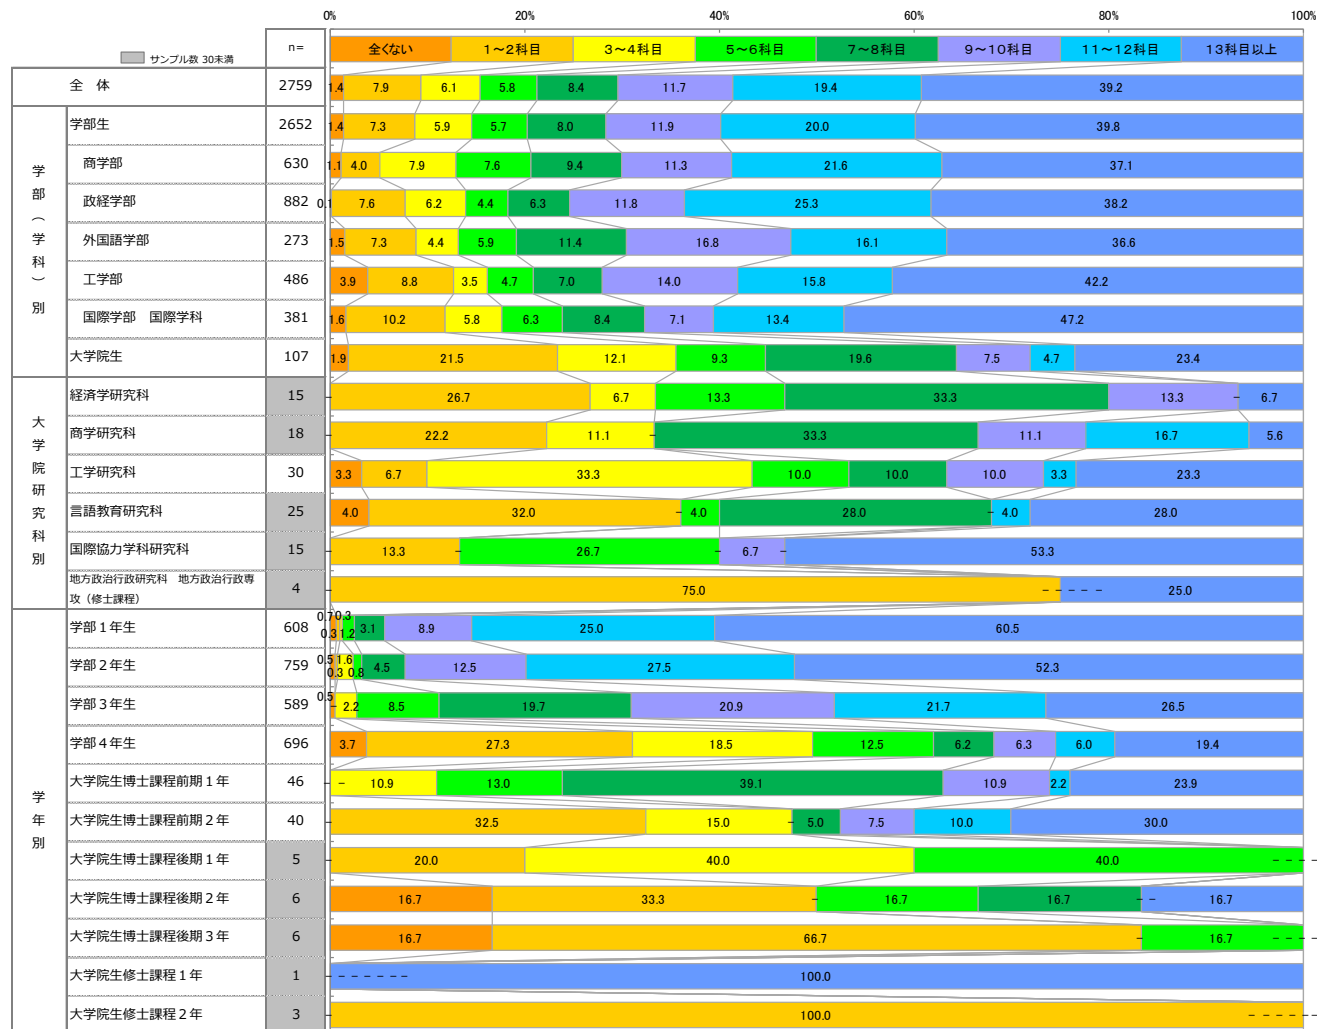 0% 20% 40% 60% 80% 100%
サンプル数 30未満 n= 全くない 1～2科目 3～4科目 5～6科目 7～8科目 9～10科目 11～12科目 13科目以上
全 体 2759 1.4 7.9 6.1 5.8 8.4 11.7 19.4 39.2
学部（学科）別
学部生 2652 1.4 7.3 5.9 5.7 8.0 11.9 20.0 39.8
商学部 630 1.1 4.0 7.9 7.6 9.4 11.3 21.6 37.1
政経学部 882 0.1 7.6 6.2 4.4 6.3 11.8 25.3 38.2
外国語学部 273 1.5 7.3 4.4 5.9 11.4 16.8 16.1 36.6
工学部 486 3.9 8.8 3.5 4.7 7.0 14.0 15.8 42.2
国際学部 国際学科 381 1.6 10.2 5.8 6.3 8.4 7.1 13.4 47.2
大学院生 107 1.9 21.5 12.1 9.3 19.6 7.5 4.7 23.4
大学院研究科別
経済学研究科 15 - 26.7 6.7 13.3 33.3 13.3 - 6.7
商学研究科 18 - 22.2 11.1 - 33.3 11.1 16.7 5.6
工学研究科 30 3.3 6.7 33.3 10.0 10.0 10.0 3.3 23.3
言語教育研究科 25 4.0 32.0 - 4.0 28.0 - 4.0 28.0
国際協力学科研究科 15 - 13.3 - 26.7 - 6.7 - 53.3
地方政治行政研究科 地方政治行政専
攻（修士課程） 4 - 75.0 - - - - - 25.0
学年別
学部１年生 608 0.7 0.3 0.3 1.2 3.1 8.9 25.0 60.5
学部２年生 759 0.5 0.3 1.6 0.8 4.5 12.5 27.5 52.3
学部３年生 589 0.5 - 2.2 8.5 19.7 20.9 21.7 26.5
学部４年生 696 3.7 27.3 18.5 12.5 6.2 6.3 6.0 19.4
大学院生博士課程前期１年 46 - - 10.9 13.0 39.1 10.9 2.2 23.9
大学院生博士課程前期２年 40 - 32.5 15.0 - 5.0 7.5 10.0 30.0
大学院生博士課程後期１年 5 - 20.0 40.0 40.0 - - - -
大学院生博士課程後期２年 6 16.7 33.3 - 16.7 16.7 - - 16.7
大学院生博士課程後期３年 6 16.7 66.7 - 16.7 - - - -
大学院生修士課程１年 1 - - - - - - - 100.0
大学院生修士課程２年 3 - 100.0 - - - - - -